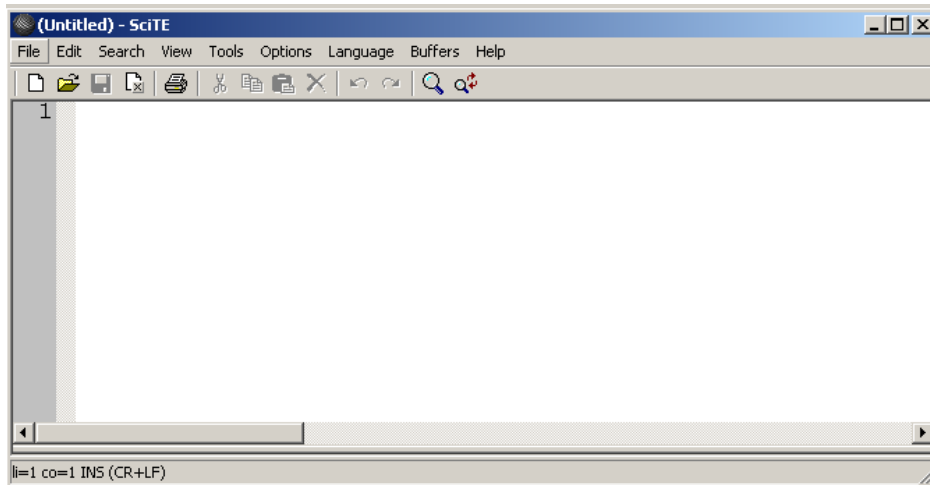 (Untitled) - SciTE
File Edit Search View Tools Options Language Buffers Help
1
li=1 co=1 INS (CR+LF)